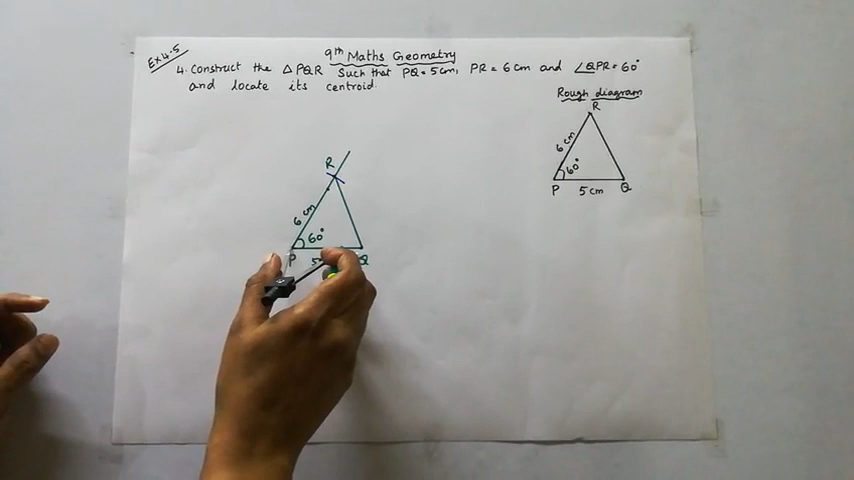 Ex 4.5
9th Maths Geometry
4. Construct the △PQR Such that PQ = 5cm, PR = 6 cm and ∠QPR = 60°
and locate its centroid.
Rough diagram
R
6 cm
60°
P
5 cm
Q
R
6 cm
60°
P
Q